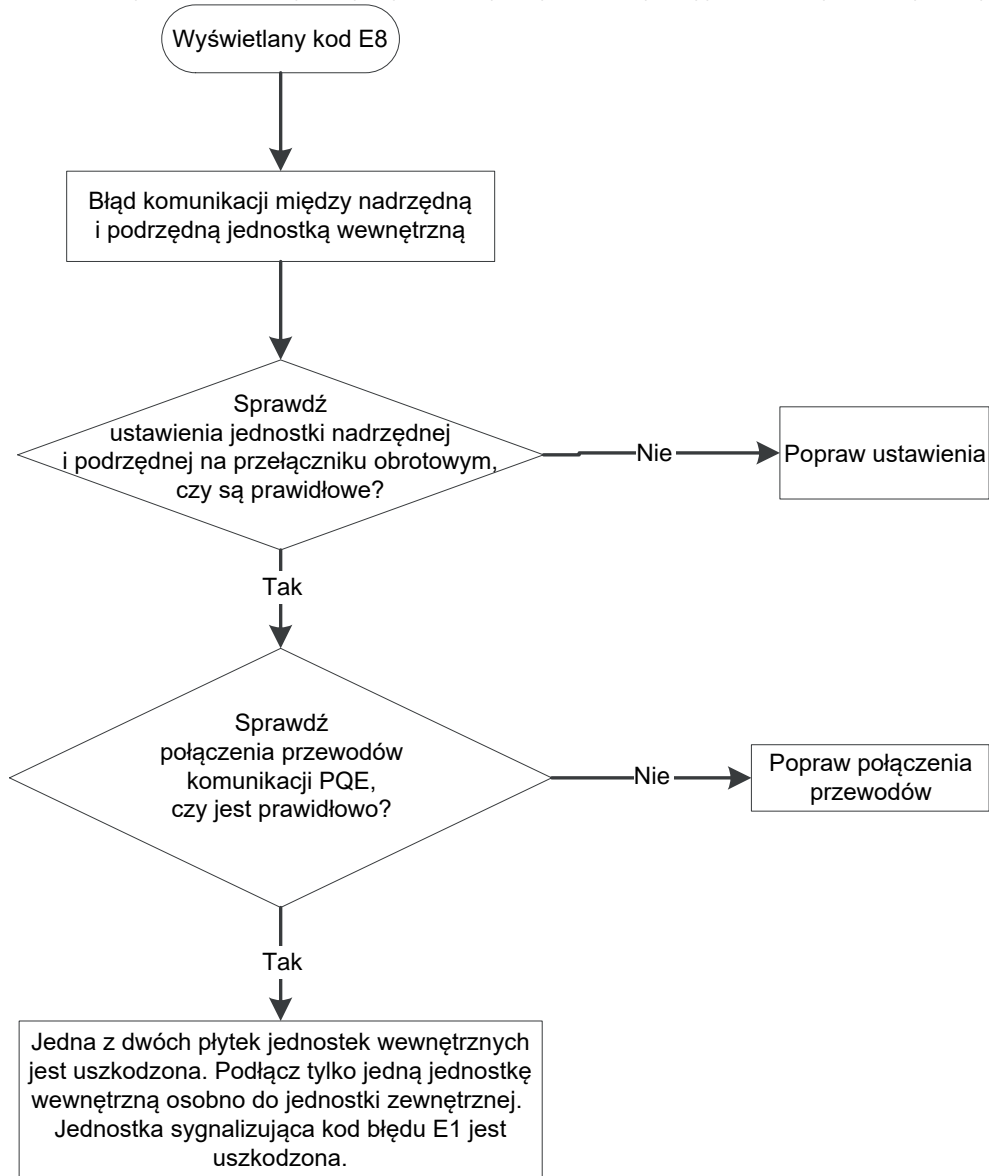 Wyświetlany kod E8
Błąd komunikacji między nadrzędną
i podrzędną jednostką wewnętrzną
Sprawdź
ustawienia jednostki nadrzędnej
i podrzędnej na przełączniku obrotowym,
czy są prawidłowe?
Nie
Popraw ustawienia
Tak
Sprawdź
połączenia przewodów
komunikacji PQE,
czy jest prawidłowo?
Nie
Popraw połączenia
przewodów
Tak
Jedna z dwóch płytek jednostek wewnętrznych
jest uszkodzona. Podłącz tylko jedną jednostkę
wewnętrzną osobno do jednostki zewnętrznej.
Jednostka sygnalizująca kod błędu E1 jest
uszkodzona.